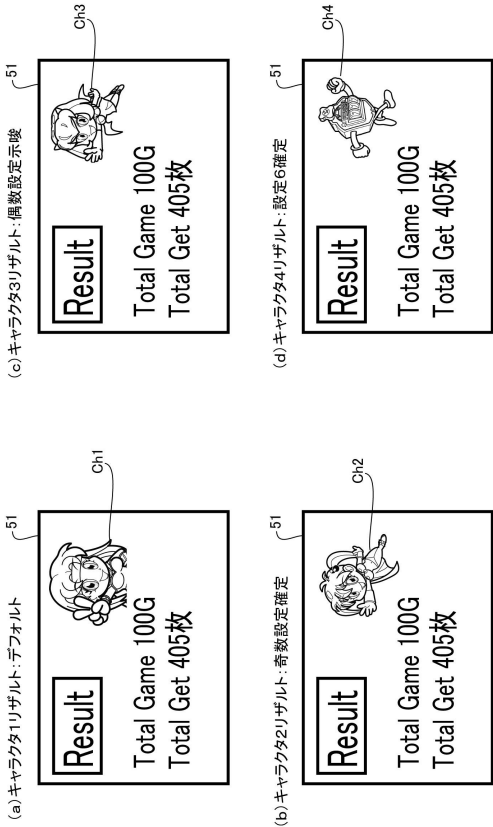 (a)キャラクタ1リザルト:デフォルト
51
Result
Ch1
Total Game 100G
Total Get 405枚
(b)キャラクタ2リザルト:奇数設定確定
51
Result
Ch2
Total Game 100G
Total Get 405枚
(c)キャラクタ3リザルト:偶数設定示唆
51
Result
Ch3
Total Game 100G
Total Get 405枚
(d)キャラクタ4リザルト:設定6確定
51
Result
Ch4
Total Game 100G
Total Get 405枚